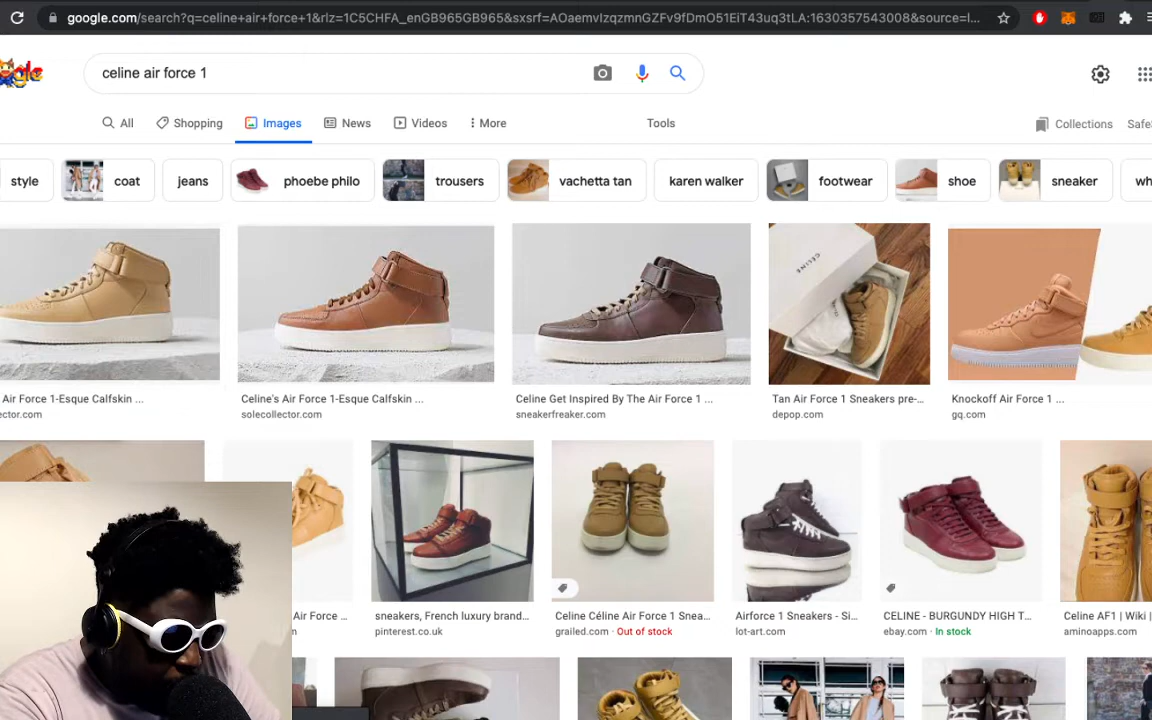 google.com/search?q=celine+air+force+1&rlz=1C5CHFA_enGB965GB965&sxsrf=AOaemvIzqzmnGZFv9fDmO51EiT43uq3tLA:1630357543008&source=l...
gle
celine air force 1
All Shopping Images News Videos More Tools Collections Safe
style coat jeans phoebe philo trousers vachetta tan karen walker footwear shoe sneaker wh
CELINE
Air Force 1-Esque Calfskin ... Celine's Air Force 1-Esque Calfskin ... Celine Get Inspired By The Air Force 1 ... Tan Air Force 1 Sneakers pre-... Knockoff Air Force 1 ...
ector.com solecollector.com sneakerfreaker.com depop.com gq.com
Air Force ... sneakers, French luxury brand... Celine Céline Air Force 1 Snea... Airforce 1 Sneakers - Si... CELINE - BURGUNDY HIGH T... Celine AF1 | Wiki |
n pinterest.co.uk grailed.com · Out of stock lot-art.com ebay.com · In stock aminoapps.com